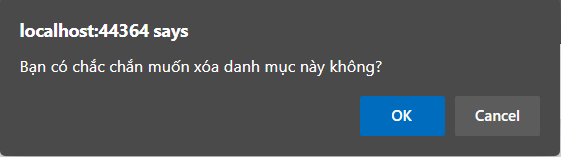 localhost:44364 says
Bạn có chắc chắn muốn xóa danh mục này không?
OK Cancel